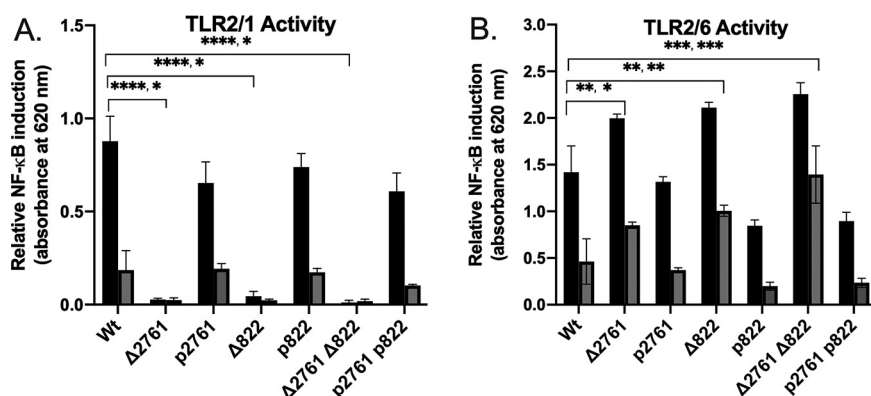 A.
TLR2/1 Activity
Relative NF-κB induction
(absorbance at 620 nm)
1.5
1.0
0.5
0.0
****, *
****, *
****, *
Wt
Δ2761
p2761
Δ822
p822
Δ2761 Δ822
p2761 p822
B.
TLR2/6 Activity
Relative NF-κB induction
(absorbance at 620 nm)
3.0
2.5
2.0
1.5
1.0
0.5
0.0
***, ***
**, **
**, *
Wt
Δ2761
p2761
Δ822
p822
Δ2761 Δ822
p2761 p822